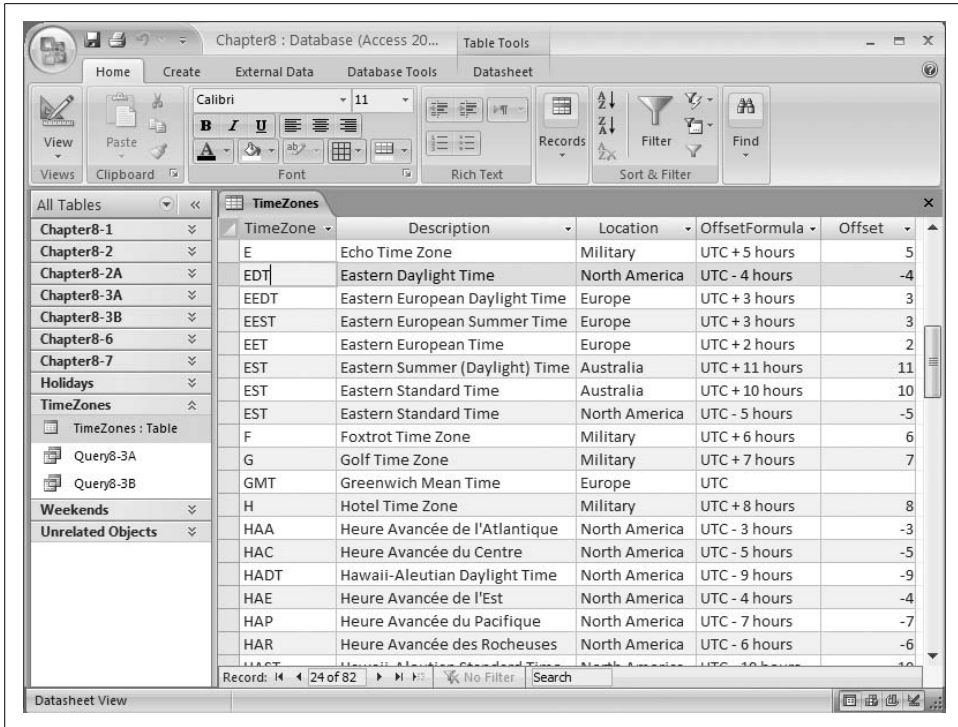 Chapter8 : Database (Access 20...
Table Tools
Home Create External Data Database Tools Datasheet
View
Paste
Calibri
11
B I U
A
ab
Records
Filter
Find
Views
Clipboard
Font
Rich Text
Sort & Filter
All Tables
Chapter8-1
Chapter8-2
Chapter8-2A
Chapter8-3A
Chapter8-3B
Chapter8-6
Chapter8-7
Holidays
TimeZones
TimeZones : Table
Query8-3A
Query8-3B
Weekends
Unrelated Objects
TimeZones
TimeZone Description Location OffsetFormula Offset
E Echo Time Zone Military UTC + 5 hours 5
EDT Eastern Daylight Time North America UTC - 4 hours -4
EEDT Eastern European Daylight Time Europe UTC + 3 hours 3
EEST Eastern European Summer Time Europe UTC + 3 hours 3
EET Eastern European Time Europe UTC + 2 hours 2
EST Eastern Summer (Daylight) Time Australia UTC + 11 hours 11
EST Eastern Standard Time Australia UTC + 10 hours 10
EST Eastern Standard Time North America UTC - 5 hours -5
F Foxtrot Time Zone Military UTC + 6 hours 6
G Golf Time Zone Military UTC + 7 hours 7
GMT Greenwich Mean Time Europe UTC
H Hotel Time Zone Military UTC + 8 hours 8
HAA Heure Avancée de l'Atlantique North America UTC - 3 hours -3
HAC Heure Avancée du Centre North America UTC - 5 hours -5
HADT Hawaii-Aleutian Daylight Time North America UTC - 9 hours -9
HAE Heure Avancée de l'Est North America UTC - 4 hours -4
HAP Heure Avancée du Pacifique North America UTC - 7 hours -7
HAR Heure Avancée des Rocheuses North America UTC - 6 hours -6
Record: 24 of 82 No Filter Search
Datasheet View